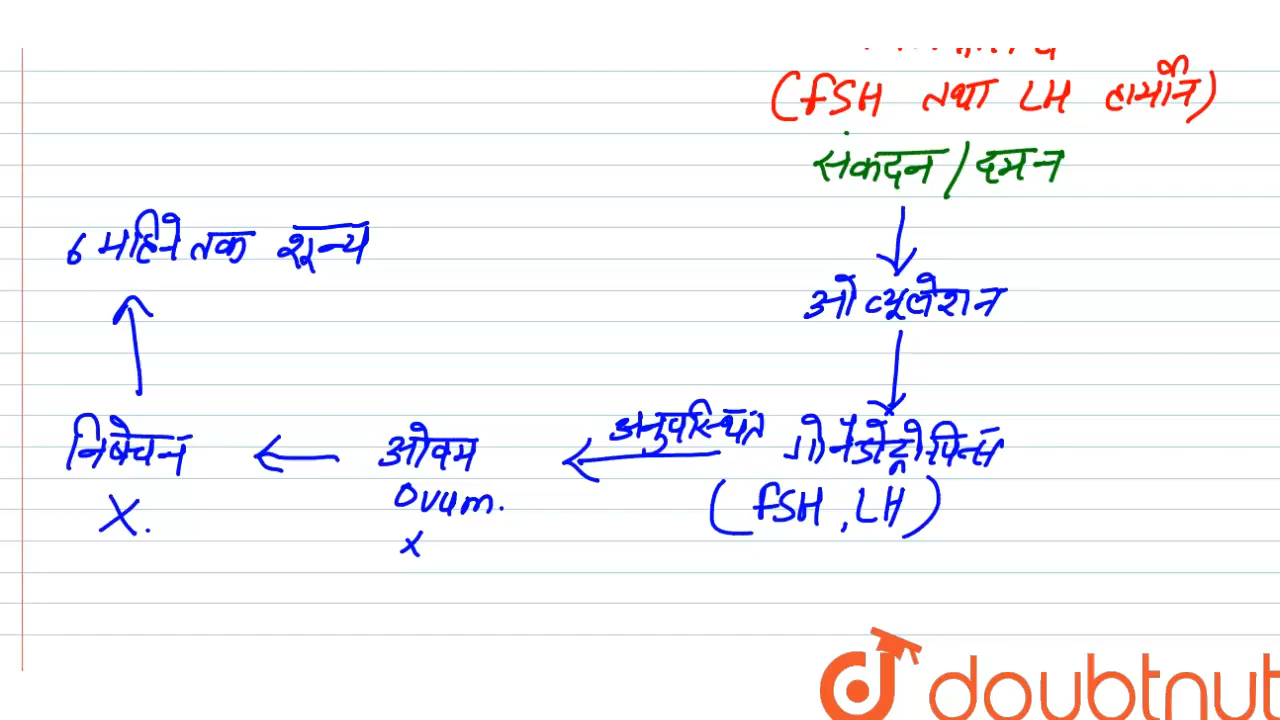 (FSH तथा LH हार्मोन)
संकदन / दमन
6 महिने तक शून्य
ओव्यूलेशन
अनुपस्थित
निषेचन
ओवम
गोनेडोट्रोपिन्स
X.
Ovum.
(FSH, LH)
x
doubtnut